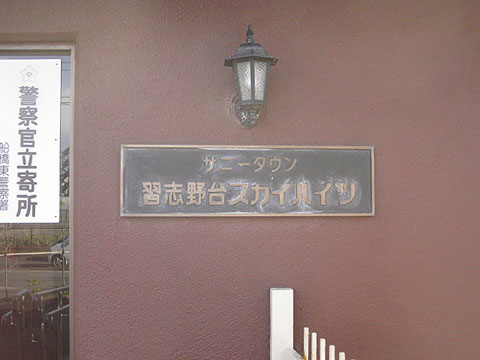 警察官立寄所
船橋東警察署
サニータウン
習志野台スカイハイツ